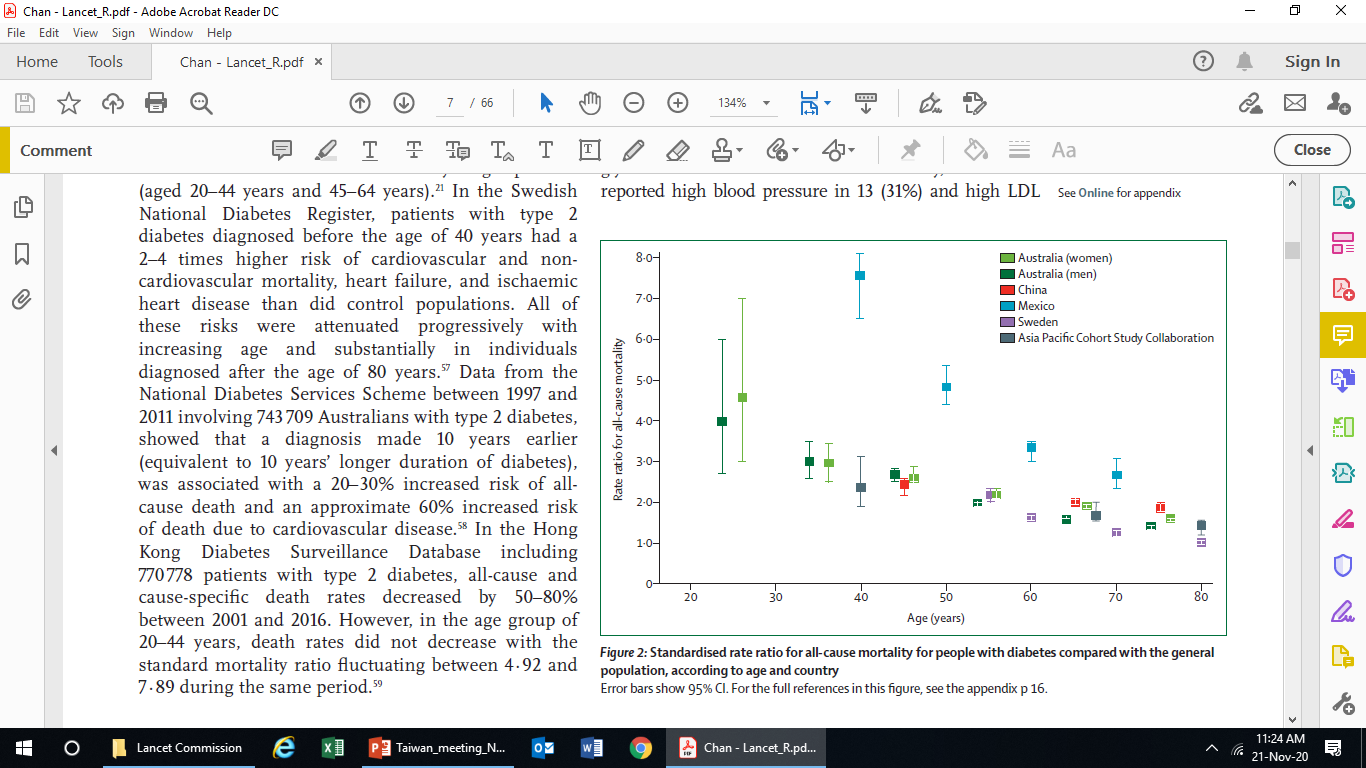 Chan - Lancet_R.pdf - Adobe Acrobat Reader DC
File Edit View Sign Window Help
Home Tools Chan - Lancet_R.pdf × Sign In
7 / 66 134%
Comment Close
(aged 20–44 years and 45–64 years).²¹ In the Swedish
National Diabetes Register, patients with type 2
diabetes diagnosed before the age of 40 years had a
2–4 times higher risk of cardiovascular and non-
cardiovascular mortality, heart failure, and ischaemic
heart disease than did control populations. All of
these risks were attenuated progressively with
increasing age and substantially in individuals
diagnosed after the age of 80 years.⁵⁷ Data from the
National Diabetes Services Scheme between 1997 and
2011 involving 743 709 Australians with type 2 diabetes,
showed that a diagnosis made 10 years earlier
(equivalent to 10 years’ longer duration of diabetes),
was associated with a 20–30% increased risk of all-
cause death and an approximate 60% increased risk
of death due to cardiovascular disease.⁵⁸ In the Hong
Kong Diabetes Surveillance Database including
770 778 patients with type 2 diabetes, all-cause and
cause-specific death rates decreased by 50–80%
between 2001 and 2016. However, in the age group of
20–44 years, death rates did not decrease with the
standard mortality ratio fluctuating between 4·92 and
7·89 during the same period.⁵⁹
reported high blood pressure in 13 (31%) and high LDL
See Online for appendix
8·0
7·0
6·0
5·0
4·0
3·0
2·0
1·0
0
Rate ratio for all-cause mortality
Australia (women)
Australia (men)
China
Mexico
Sweden
Asia Pacific Cohort Study Collaboration
20 30 40 50 60 70 80
Age (years)
Figure 2: Standardised rate ratio for all-cause mortality for people with diabetes compared with the general
population, according to age and country
Error bars show 95% CI. For the full references in this figure, see the appendix p 16.
Lancet Commission Taiwan_meeting_N... Chan - Lancet_R.pd...
11:24 AM
21-Nov-20